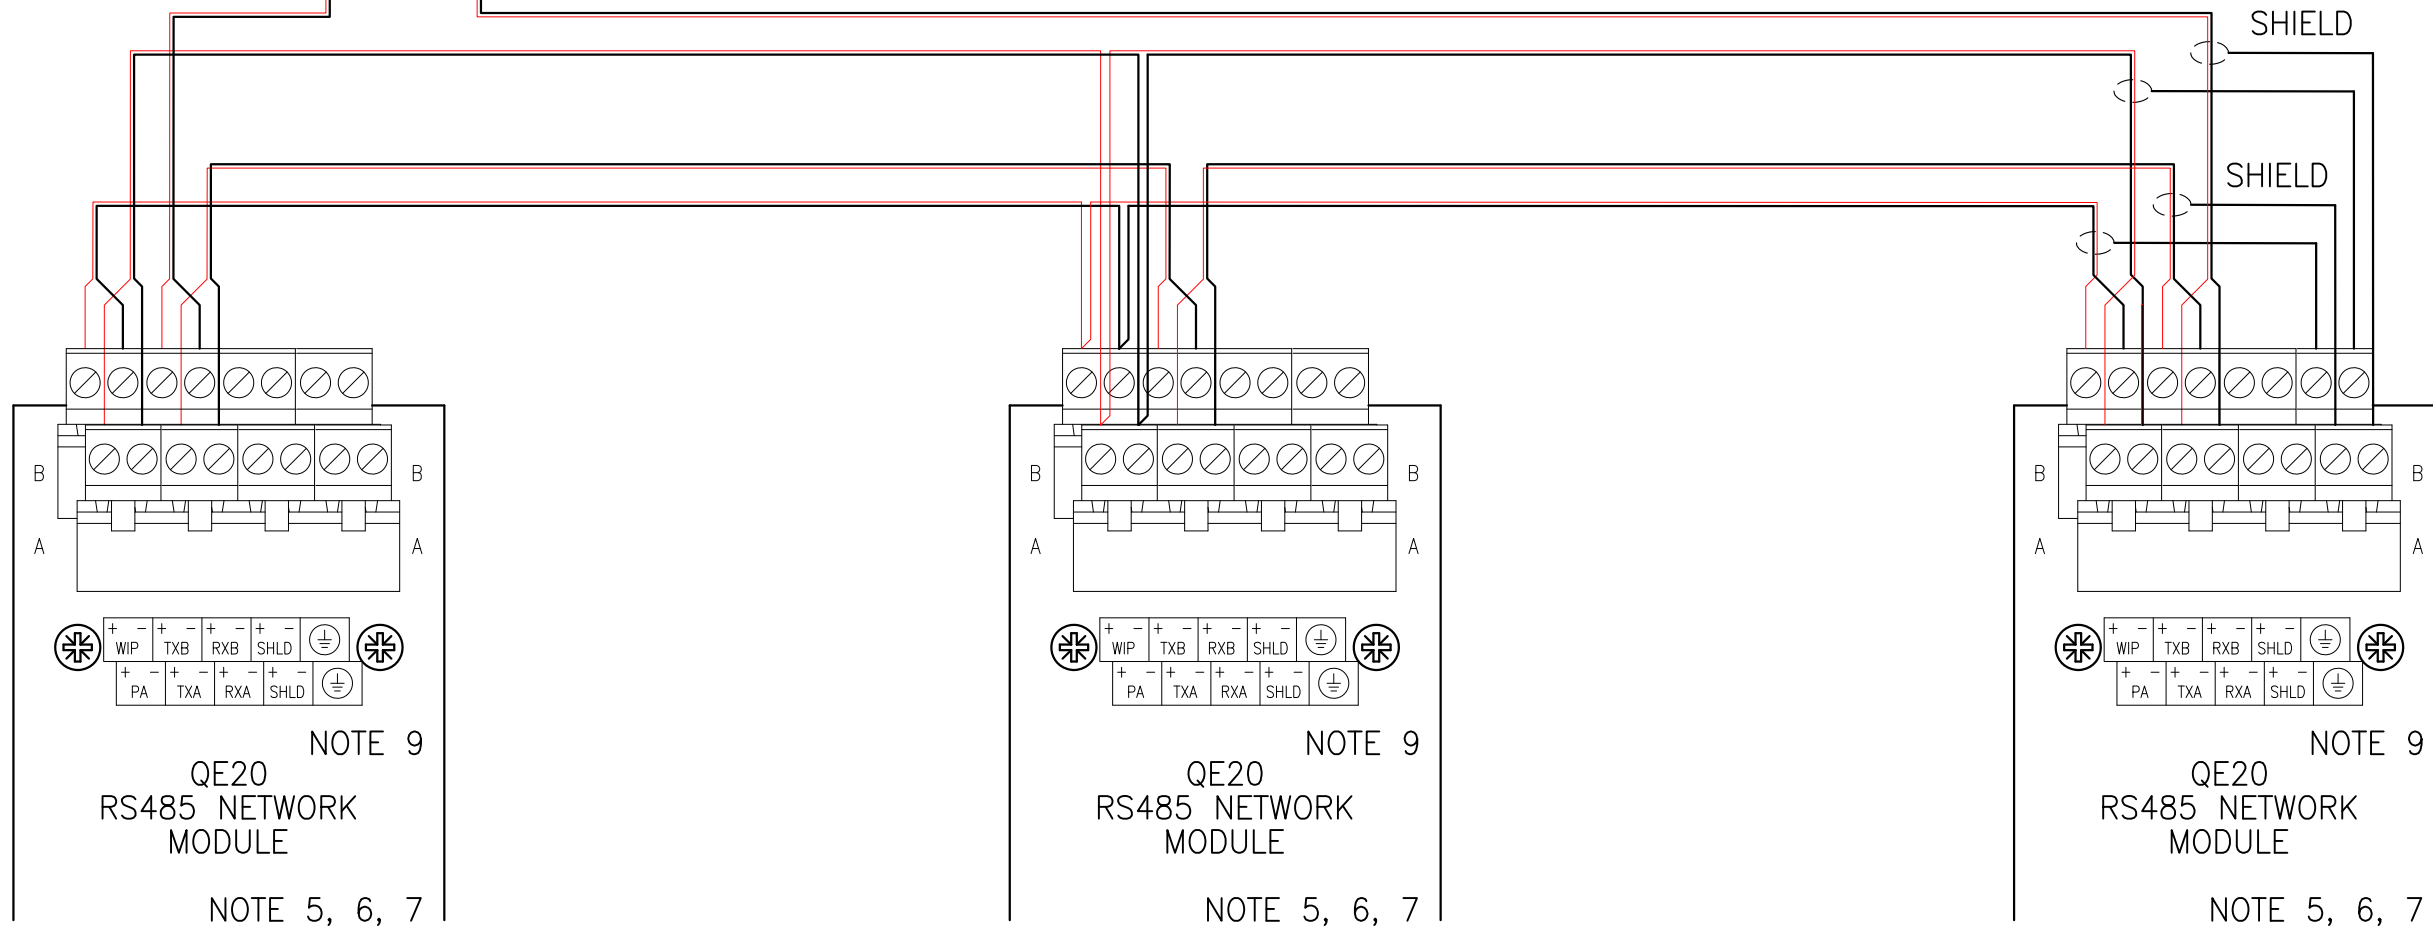 SHIELD
SHIELD
B B
A A
+ - + - + - + -
WIP TXB RXB SHLD
+ - + - + - + -
PA TXA RXA SHLD
NOTE 9
QE20
RS485 NETWORK
MODULE
NOTE 5, 6, 7
B B
A A
+ - + - + - + -
WIP TXB RXB SHLD
+ - + - + - + -
PA TXA RXA SHLD
NOTE 9
QE20
RS485 NETWORK
MODULE
NOTE 5, 6, 7
B B
A A
+ - + - + - + -
WIP TXB RXB SHLD
+ - + - + - + -
PA TXA RXA SHLD
NOTE 9
QE20
RS485 NETWORK
MODULE
NOTE 5, 6, 7